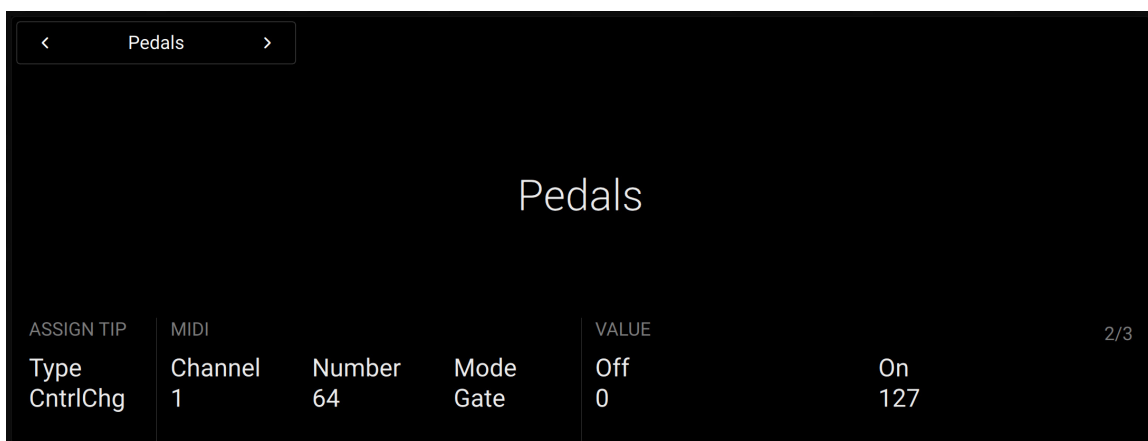 Pedals
Pedals
ASSIGN TIP MIDI VALUE 2/3
Type Channel Number Mode Off On
CntrlChg 1 64 Gate 0 127